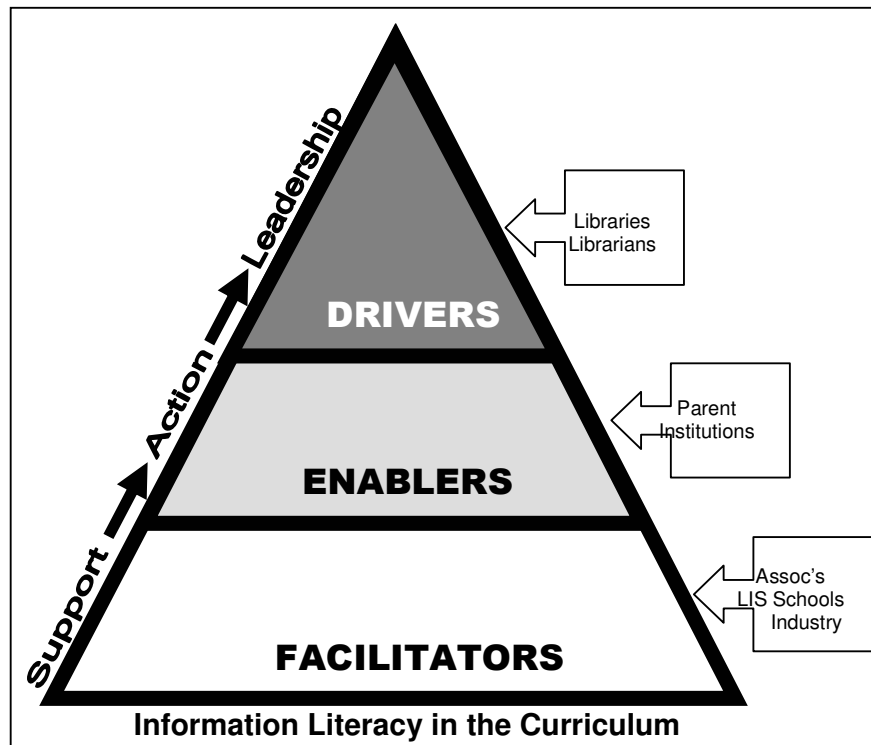 Leadership
Libraries
Librarians
DRIVERS
Action
Parent
Institutions
ENABLERS
Support
Assoc's
LIS Schools
Industry
FACILITATORS
Information Literacy in the Curriculum